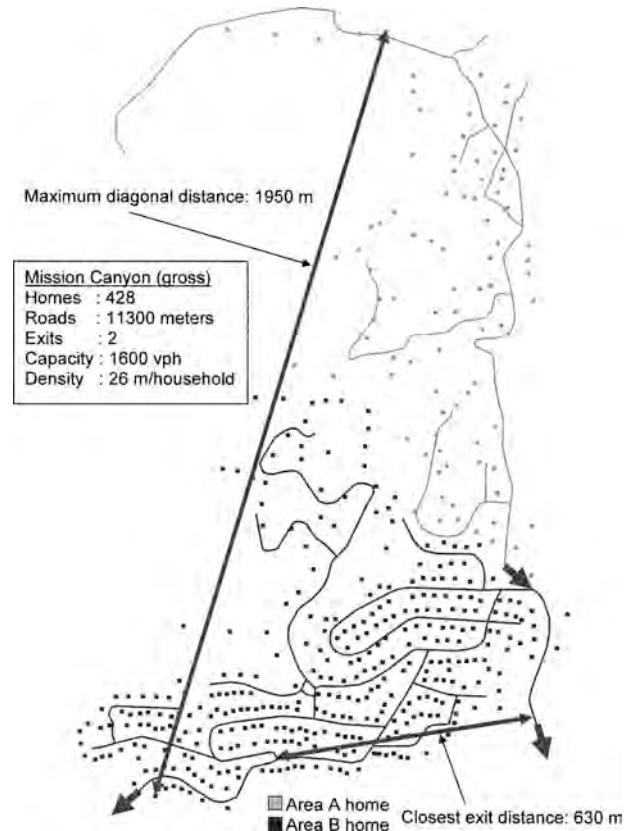 Maximum diagonal distance: 1950 m
Mission Canyon (gross)
Homes : 428
Roads : 11300 meters
Exits : 2
Capacity : 1600 vph
Density : 26 m/household
Area A home
Area B home
Closest exit distance: 630 m